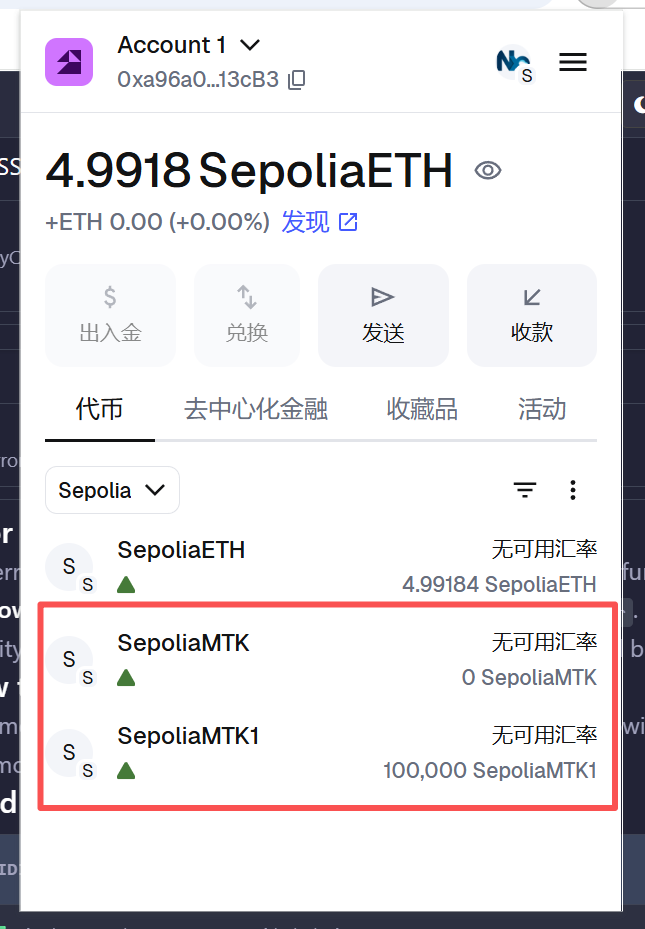 Account 1
0xa96a0...13cB3
S
4.9918 SepoliaETH
+ETH 0.00 (+0.00%) 发现
出入金
兑换
发送
收款
代币
去中心化金融
收藏品
活动
Sepolia
S
S
SepoliaETH
无可用汇率
4.99184 SepoliaETH
S
S
SepoliaMTK
无可用汇率
0 SepoliaMTK
S
S
SepoliaMTK1
无可用汇率
100,000 SepoliaMTK1